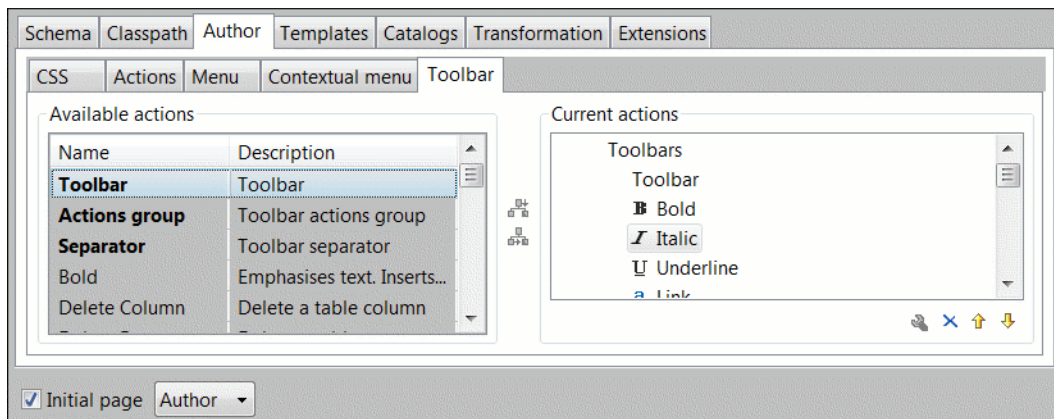 Schema Classpath Author Templates Catalogs Transformation Extensions
CSS Actions Menu Contextual menu Toolbar
Available actions
Name Description
Toolbar Toolbar
Actions group Toolbar actions group
Separator Toolbar separator
Bold Emphasises text. Inserts...
Delete Column Delete a table column
Current actions
Toolbars
Toolbar
B Bold
I Italic
U Underline
a Link
Initial page Author